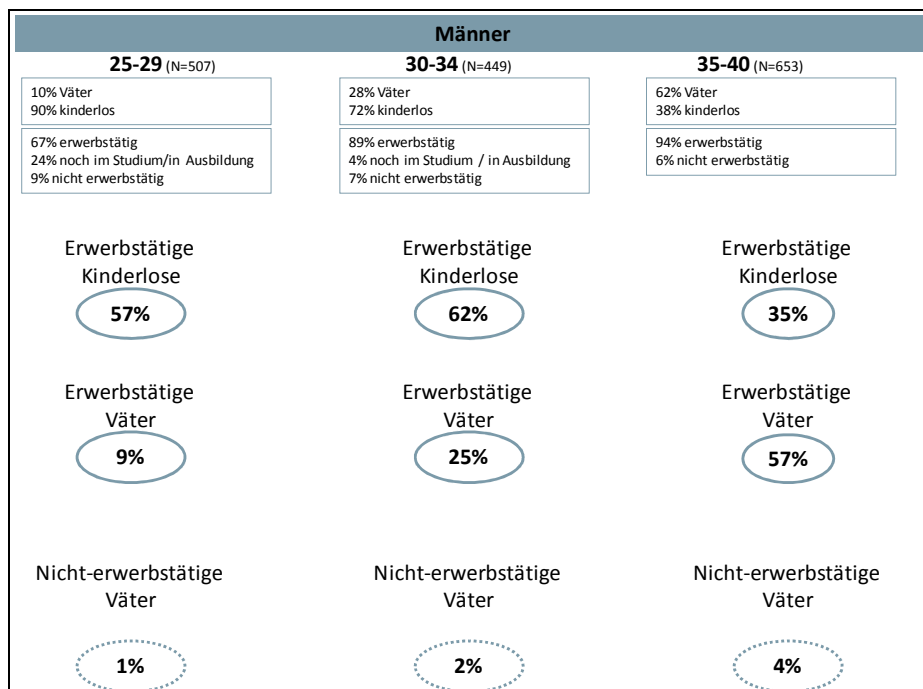 Männer
25-29 (N=507)
10% Väter
90% kinderlos
67% erwerbstätig
24% noch im Studium/in Ausbildung
9% nicht erwerbstätig
30-34 (N=449)
28% Väter
72% kinderlos
89% erwerbstätig
4% noch im Studium / in Ausbildung
7% nicht erwerbstätig
35-40 (N=653)
62% Väter
38% kinderlos
94% erwerbstätig
6% nicht erwerbstätig
Erwerbstätige
Kinderlose
57%
Erwerbstätige
Kinderlose
62%
Erwerbstätige
Kinderlose
35%
Erwerbstätige
Väter
9%
Erwerbstätige
Väter
25%
Erwerbstätige
Väter
57%
Nicht-erwerbstätige
Väter
1%
Nicht-erwerbstätige
Väter
2%
Nicht-erwerbstätige
Väter
4%